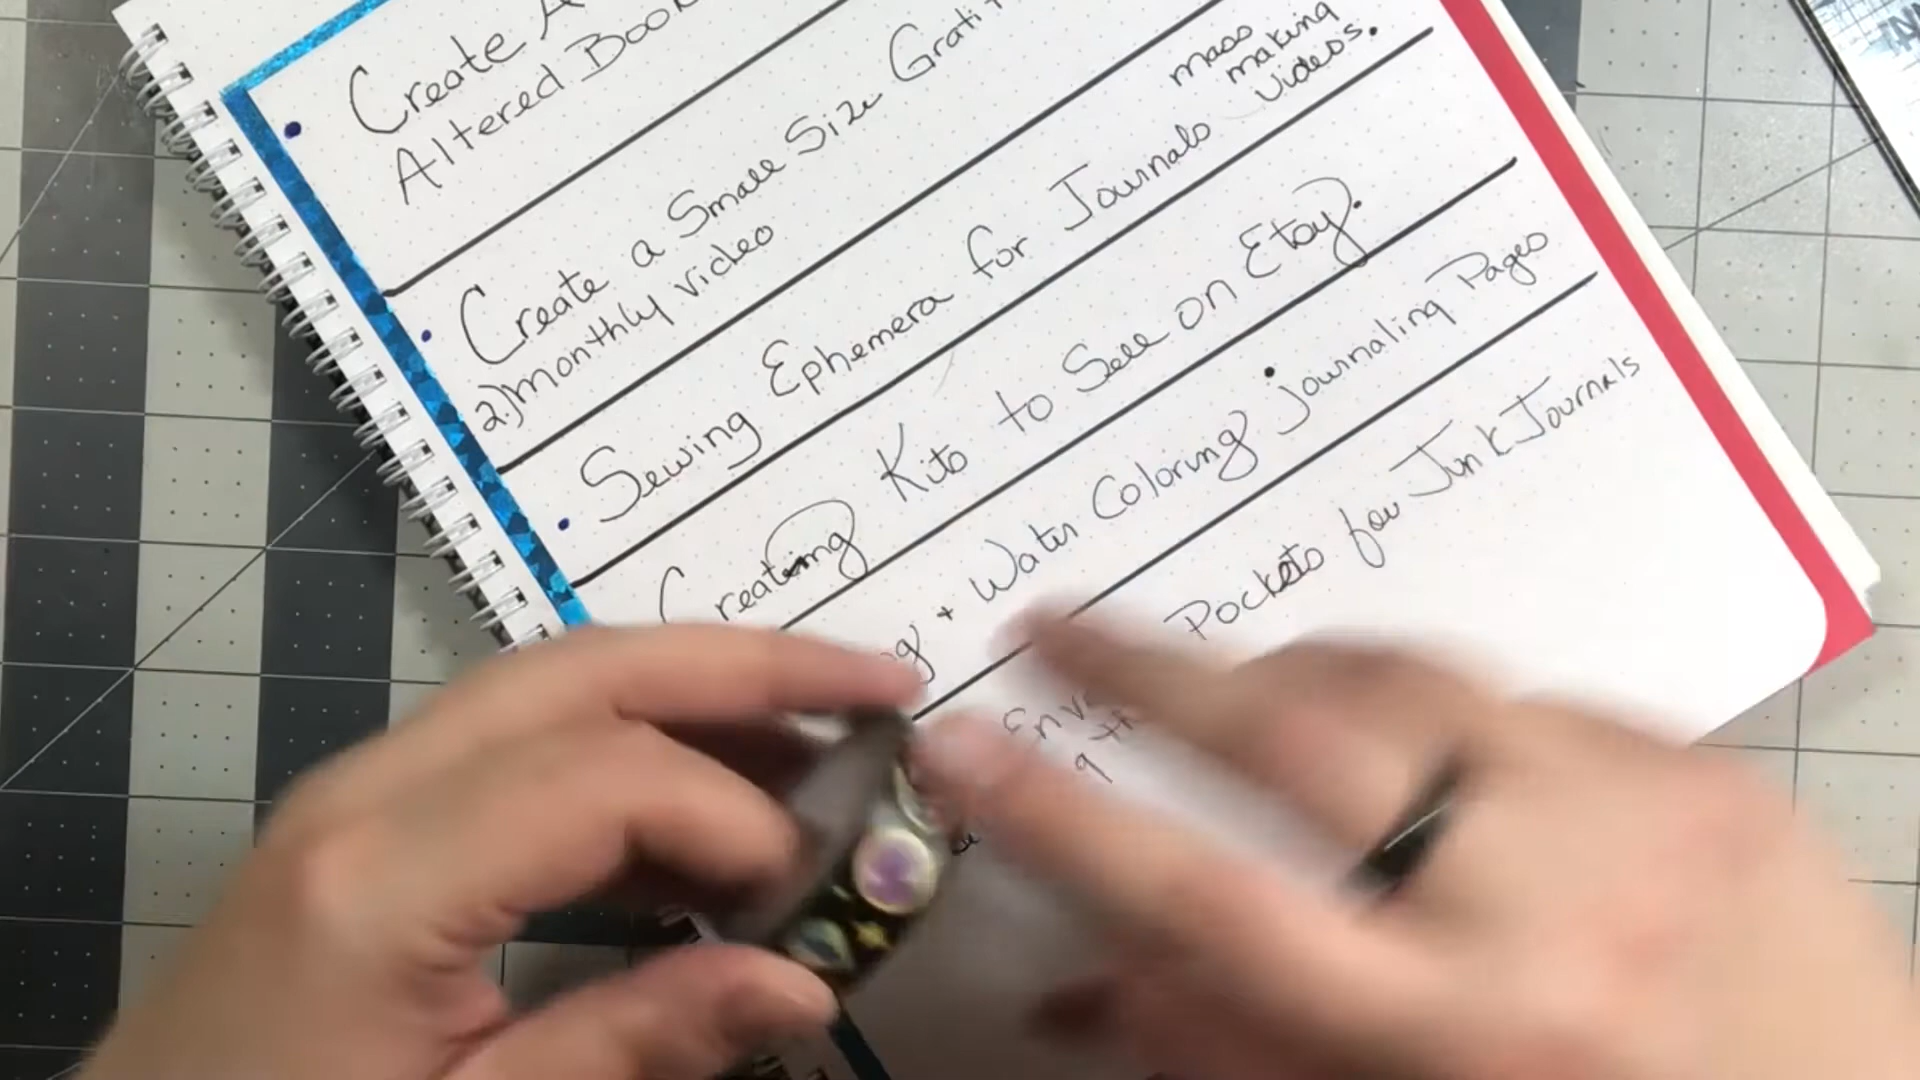 Create A
Altered Book
Create a Small Size
2.) monthly video
Sewing Ephemera for Journals
mass
making
videos.
Creating Kits to Sell on Etsy.
+ Water Coloring Journaling Pages
Pockets for Junk Journals